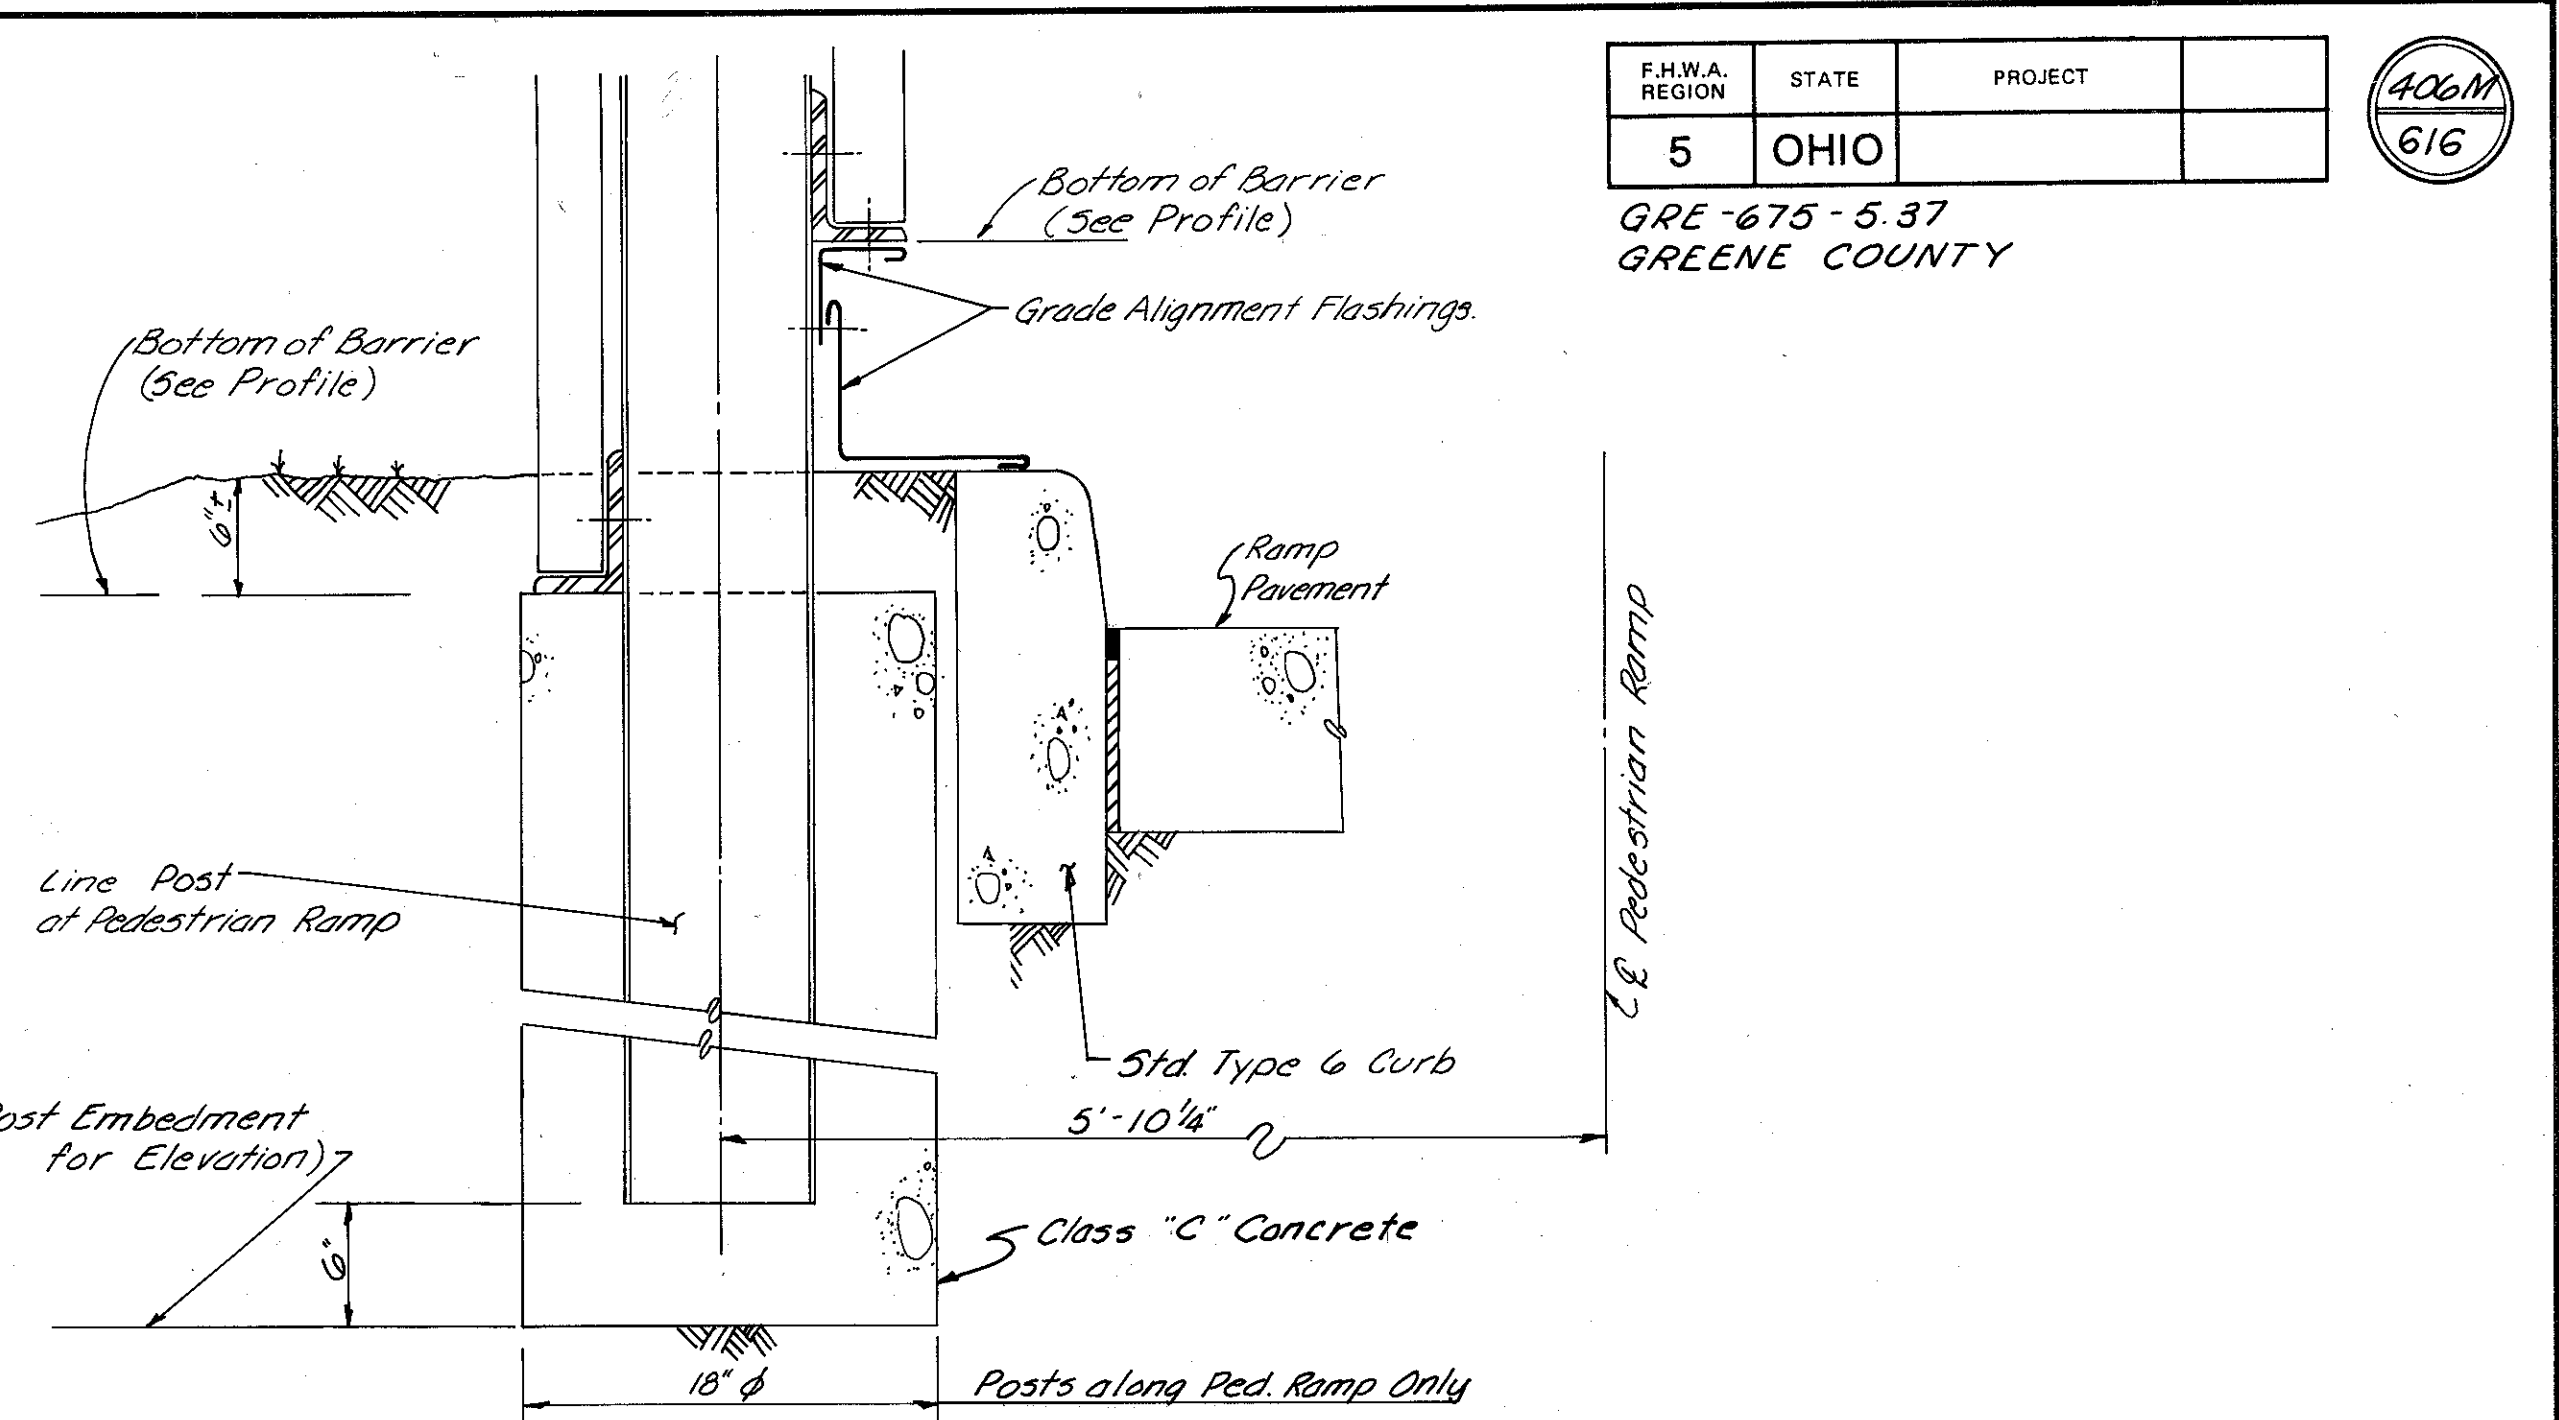 F.H.W.A. REGION STATE PROJECT
5 OHIO
406M
616
GRE-675-5.37
GREENE COUNTY
Bottom of Barrier
(See Profile)
Grade Alignment Flashings.
Bottom of Barrier
(See Profile)
6"±
Ramp
Pavement
℄ Pedestrian Ramp
Line Post
at Pedestrian Ramp
Std. Type 6 Curb
5'-10 1/4"
Embedment
for Elevation)
6"
Class "C" Concrete
18" ϕ
Posts along Ped. Ramp Only